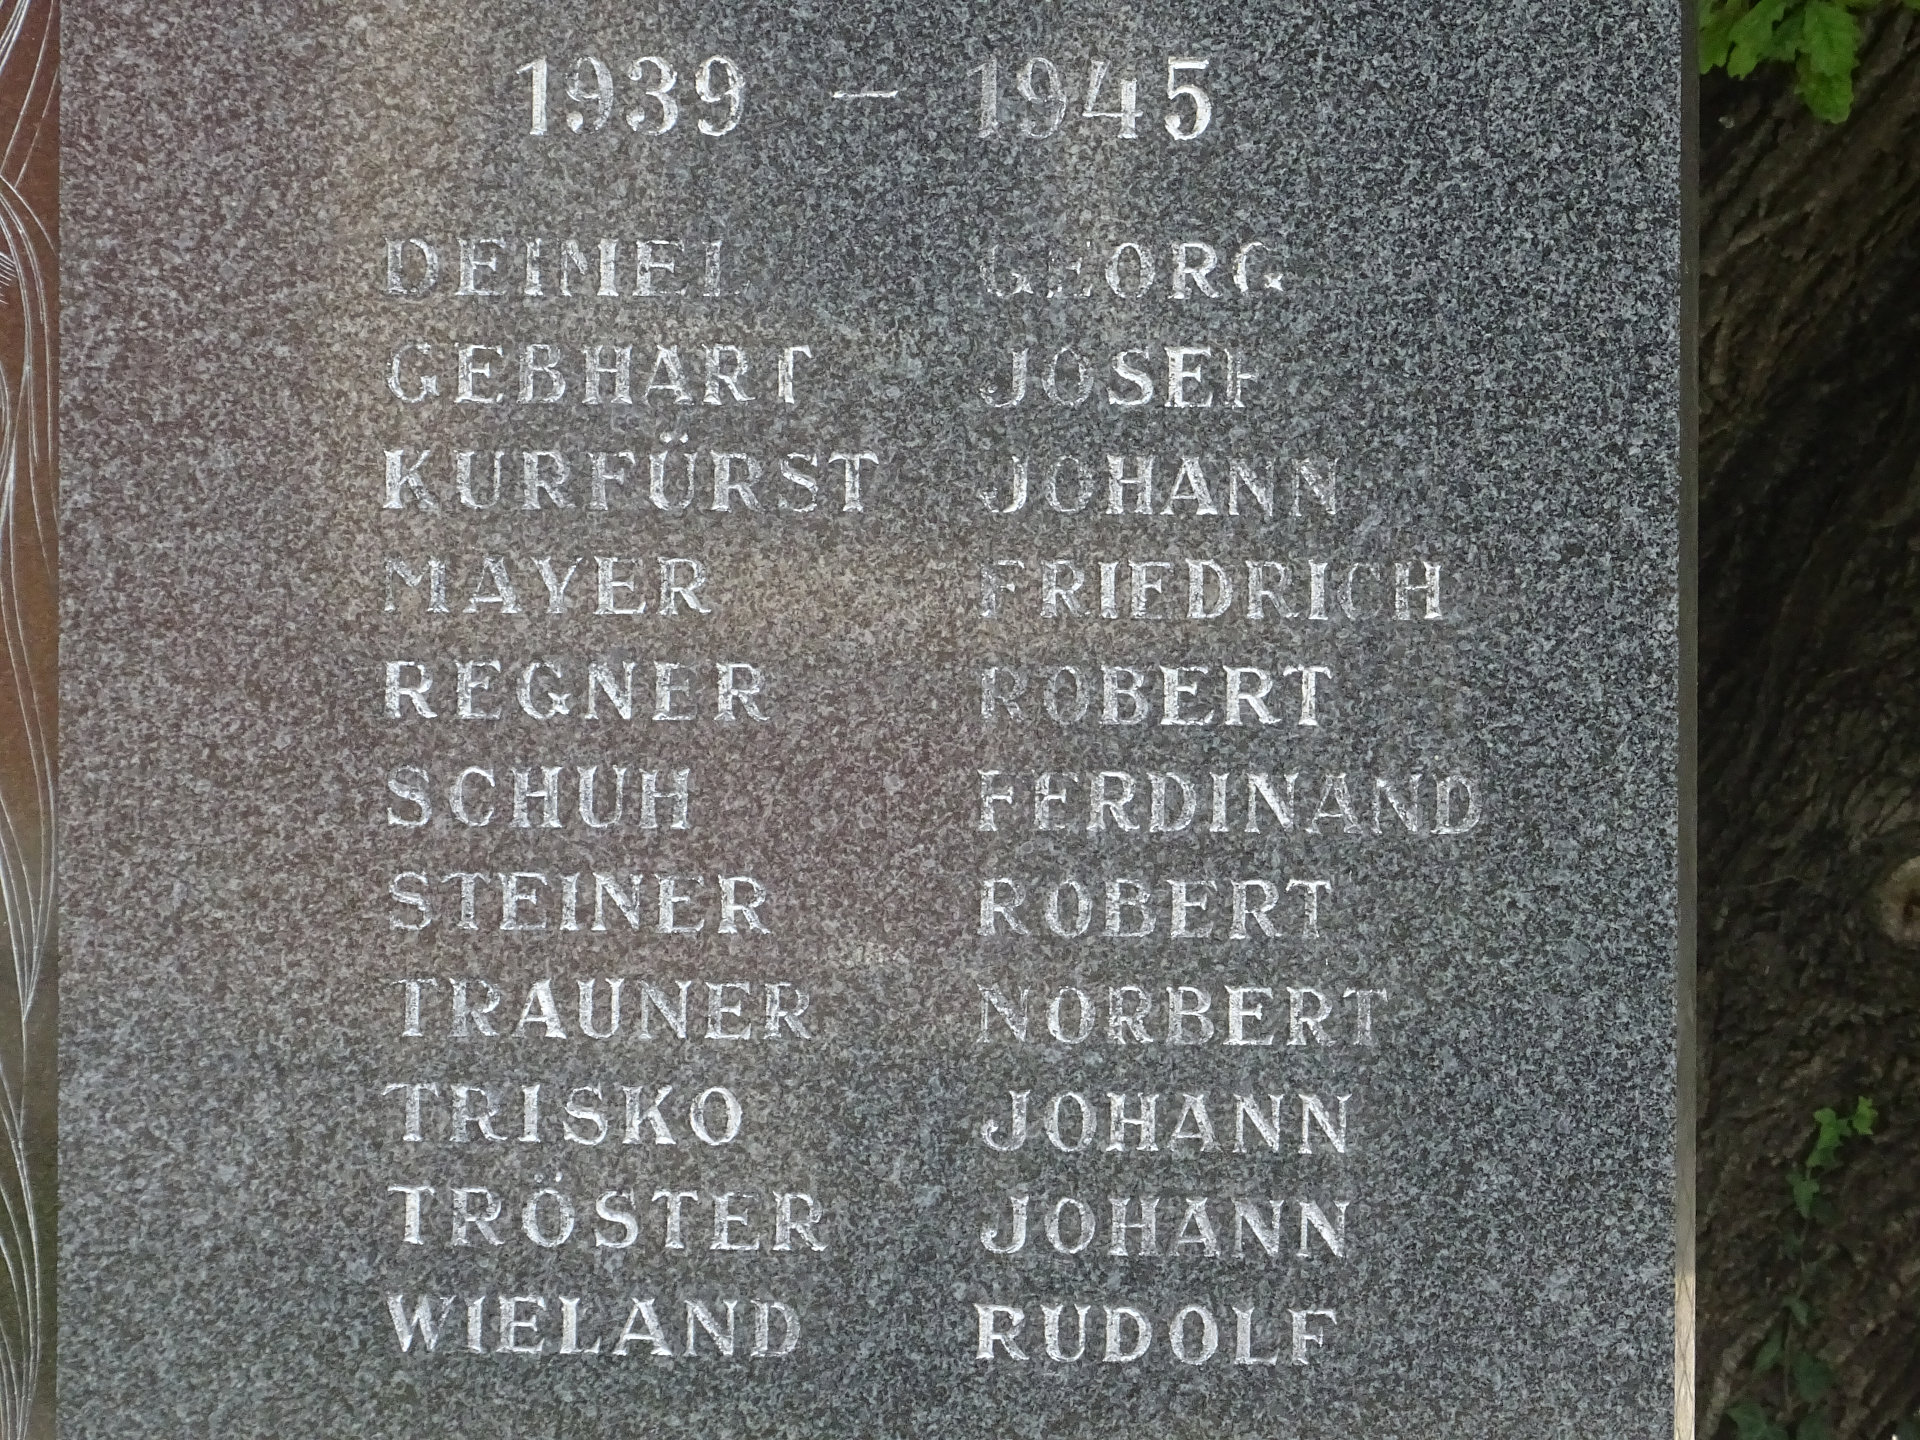 1939 — 1945
DEIMEL GEORG
GEBHART JOSEF
KURFÜRST JOHANN
MAYER FRIEDRICH
REGNER ROBERT
SCHUH FERDINAND
STEINER ROBERT
TRAUNER NORBERT
TRISKO JOHANN
TRÖSTER JOHANN
WIELAND RUDOLF